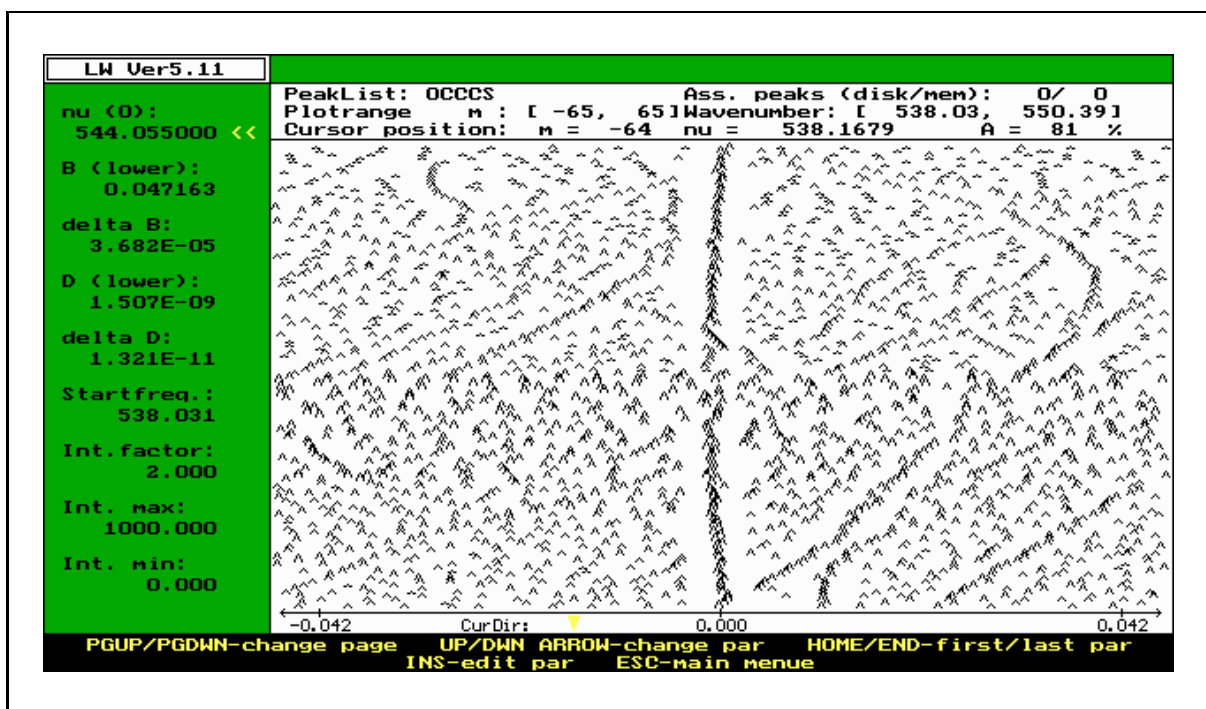 LW Ver5.11
PeakList: OCCCS Ass. peaks (disk/mem): 0/ 0
Plotrange m : [ -65, 65]Wavenumber: [ 538.03, 550.39]
Cursor position: m = -64 nu = 538.1679 A = 81 %
nu (0):
544.055000 <<
B (lower):
0.047163
delta B:
3.682E-05
D (lower):
1.507E-09
delta D:
1.321E-11
Startfreq.:
538.031
Int.factor:
2.000
Int. max:
1000.000
Int. min:
0.000
-0.042 CurDir: 0.000 0.042
PGUP/PGDWN-change page UP/DWN ARROW-change par HOME/END-first/last par
INS-edit par ESC-main menue